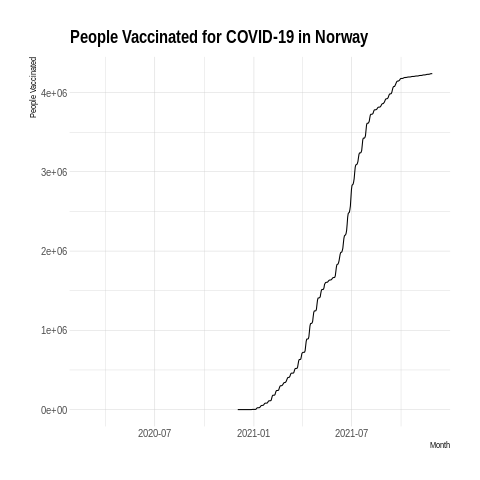 People Vaccinated for COVID-19 in Norway
People Vaccinated
4e+06
3e+06
2e+06
1e+06
0e+00
2020-07 2021-01 2021-07
Month